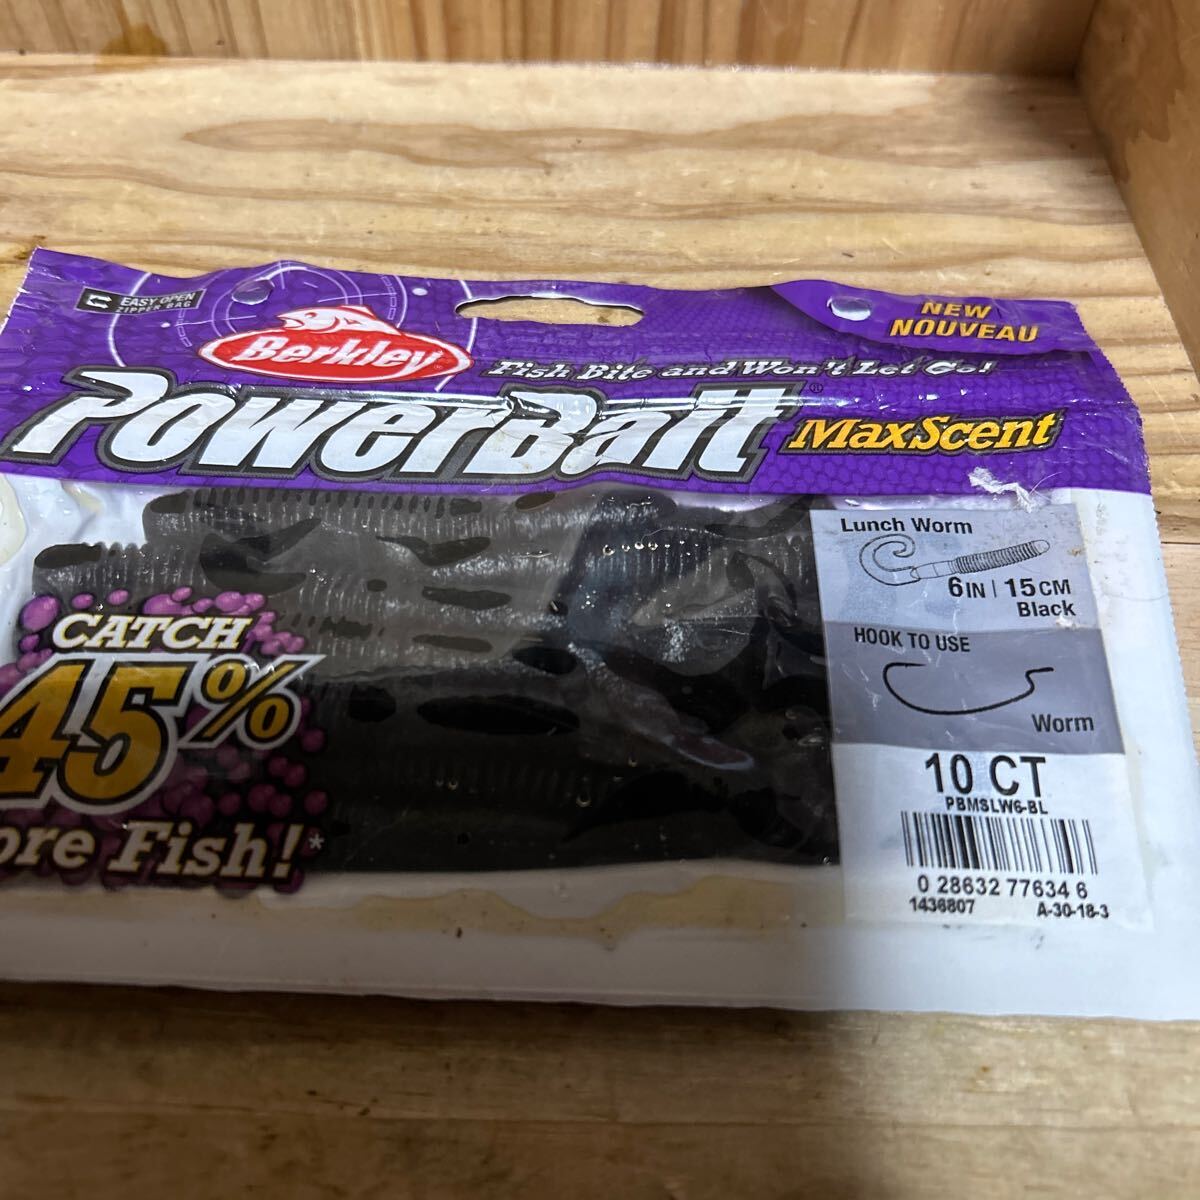 EASY OPEN
ZIPPER BAG
Berkley
Fish Bite and Won't Let Go!
NEW
NOUVEAU
PowerBait® MaxScent
Lunch Worm
6IN | 15CM
Black
HOOK TO USE
Worm
10 CT
PBMSLW6-BL
0 28632 77634 6
1436807 A-30-18-3
CATCH
45%
ore Fish!*